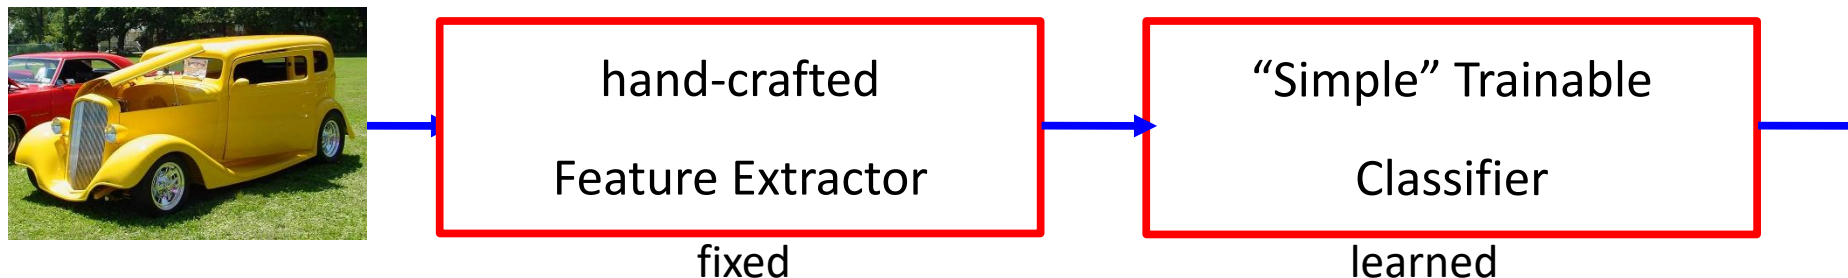 hand-crafted
Feature Extractor
fixed
“Simple” Trainable
Classifier
learned